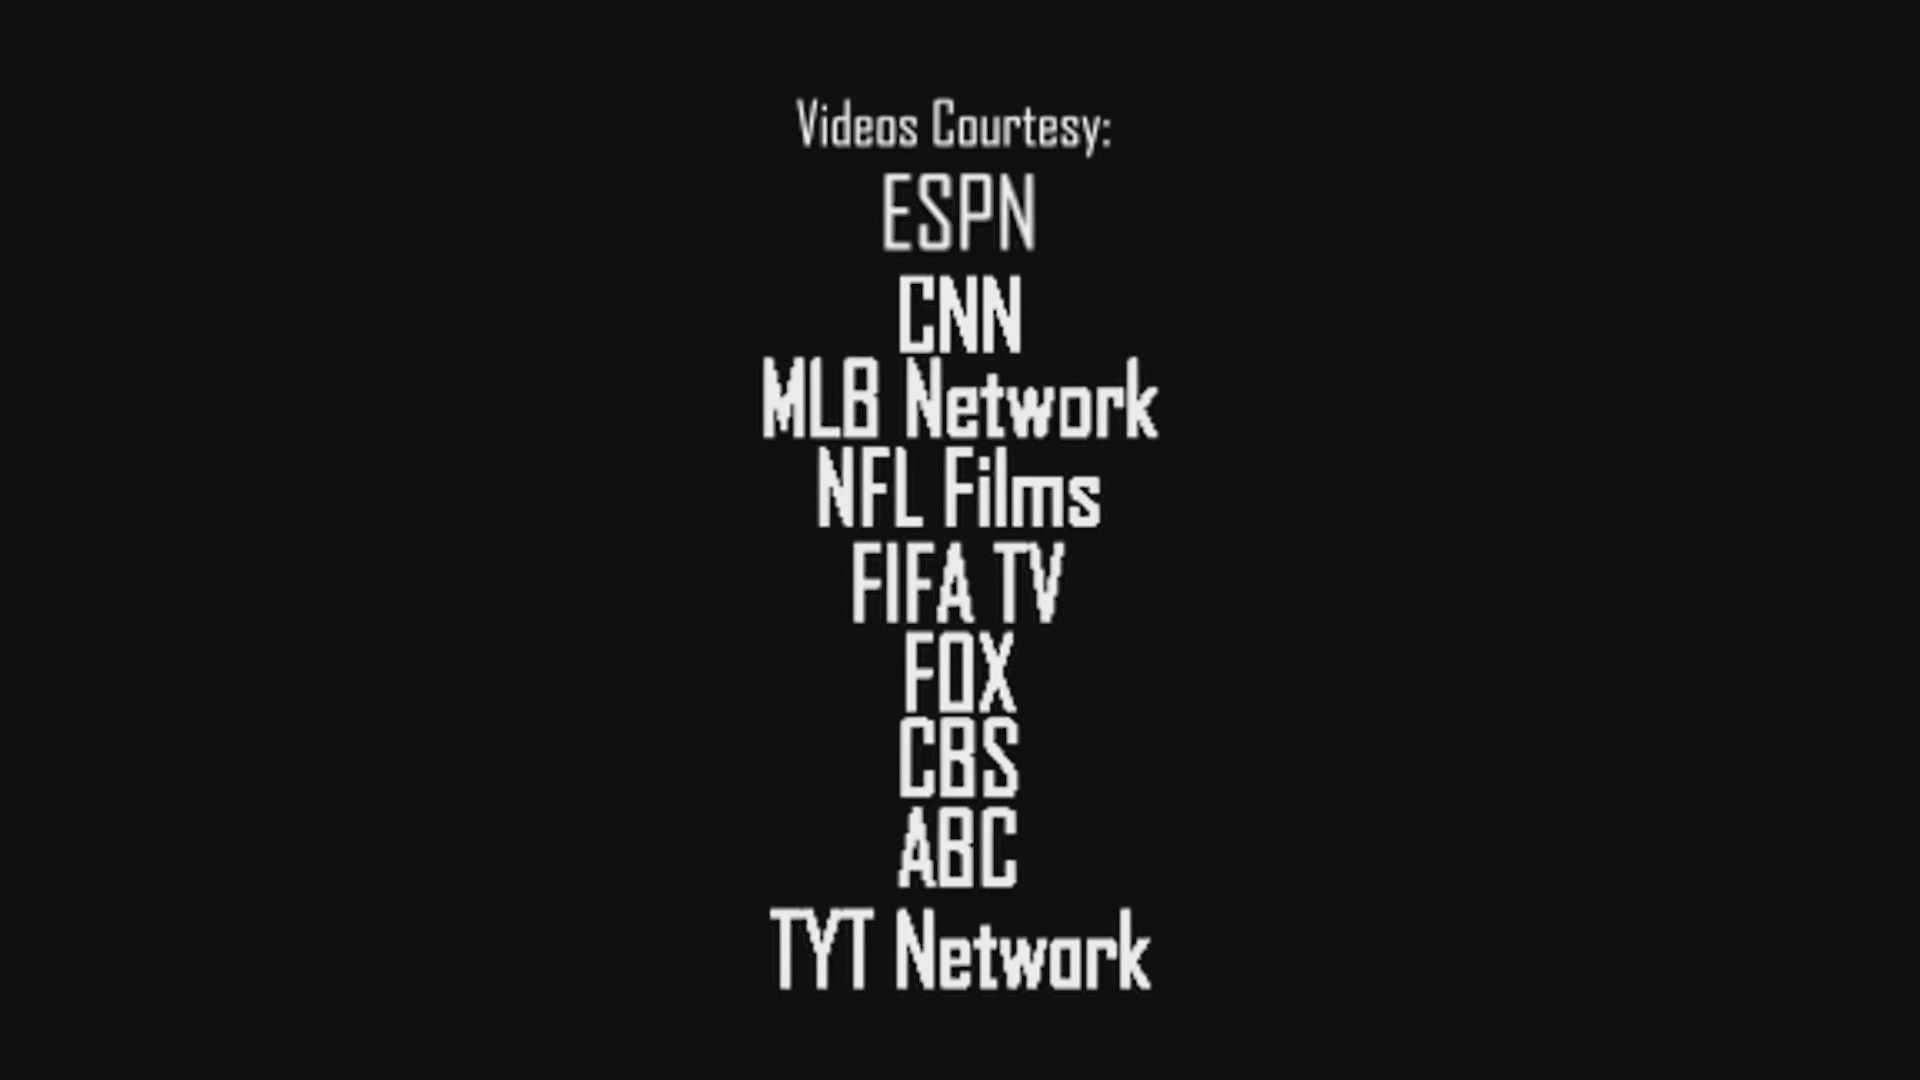 Videos Courtesy:
ESPN
CNN
MLB Network
NFL Films
FIFA TV
FOX
CBS
ABC
TYT Network